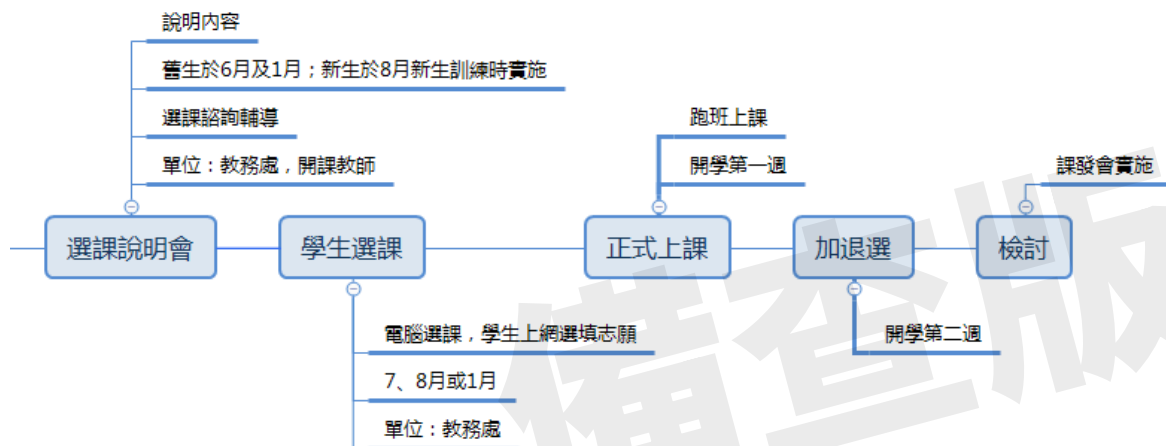 說明內容
舊生於6月及1月；新生於8月新生訓練時實施
選課諮詢輔導
單位：教務處，開課教師
選課說明會
學生選課
電腦選課，學生上網選填志願
7、8月或1月
單位：教務處
跑班上課
開學第一週
正式上課
加退選
開學第二週
課發會實施
檢討
備查版